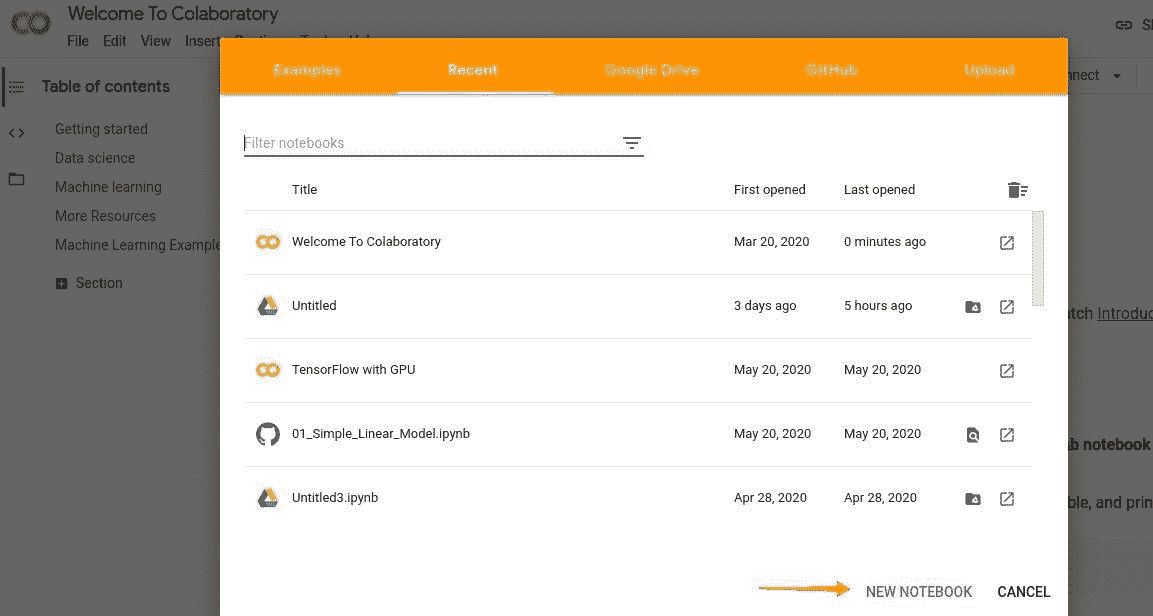 Welcome To Colaboratory
File Edit View Insert
Table of contents
Getting started
Data science
Machine learning
More Resources
Machine Learning Example
Section
Examples Recent Google Drive GitHub Upload
Filter notebooks
Title First opened Last opened
Welcome To Colaboratory Mar 20, 2020 0 minutes ago
Untitled 3 days ago 5 hours ago
TensorFlow with GPU May 20, 2020 May 20, 2020
01_Simple_Linear_Model.ipynb May 20, 2020 May 20, 2020
Untitled3.ipynb Apr 28, 2020 Apr 28, 2020
NEW NOTEBOOK CANCEL
nnect
tch Introduc
b notebook
ble, and prin